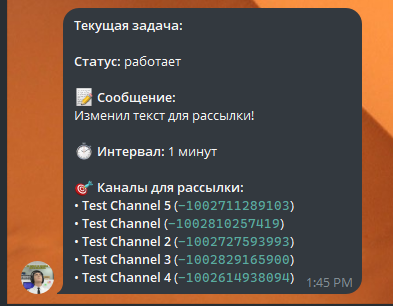 Текущая задача:
Статус: работает
📝 Сообщение:
Изменил текст для рассылки!
⏱ Интервал: 1 минут
🎯 Каналы для рассылки:
• Test Channel 5 (-1002711289103)
• Test Channel (-1002810257419)
• Test Channel 2 (-1002727593993)
• Test Channel 3 (-1002829165900)
• Test Channel 4 (-1002614938094)
1:45 PM